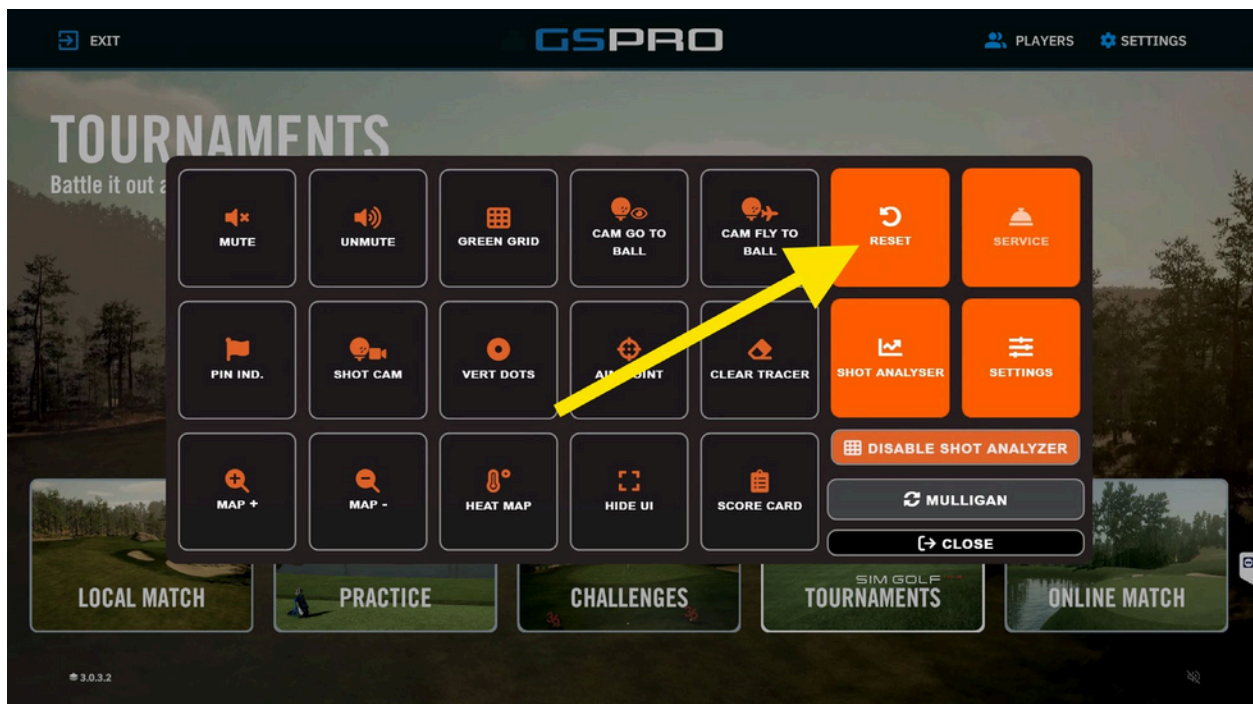 EXIT
GSPRO
PLAYERS
SETTINGS
TOURNAMENTS
Battle it out a
MUTE
UNMUTE
GREEN GRID
CAM GO TO
BALL
CAM FLY TO
BALL
RESET
SERVICE
PIN IND.
SHOT CAM
VERT DOTS
CLEAR TRACER
SHOT ANALYSER
SETTINGS
DISABLE SHOT ANALYZER
MAP +
MAP -
HEAT MAP
HIDE UI
SCORE CARD
MULLIGAN
CLOSE
LOCAL MATCH
PRACTICE
CHALLENGES
SIM GOLF
TOURNAMENTS
ONLINE MATCH
3.0.3.2